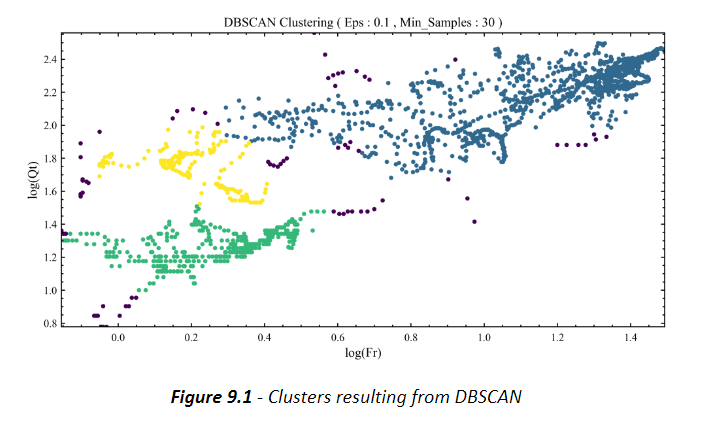 DBSCAN Clustering ( Eps : 0.1 , Min_Samples : 30 )
2.4
2.2
2.0
1.8
1.6
1.4
1.2
1.0
0.8
log(Qt)
0.0 0.2 0.4 0.6 0.8 1.0 1.2 1.4
log(Fr)
Figure 9.1 - Clusters resulting from DBSCAN